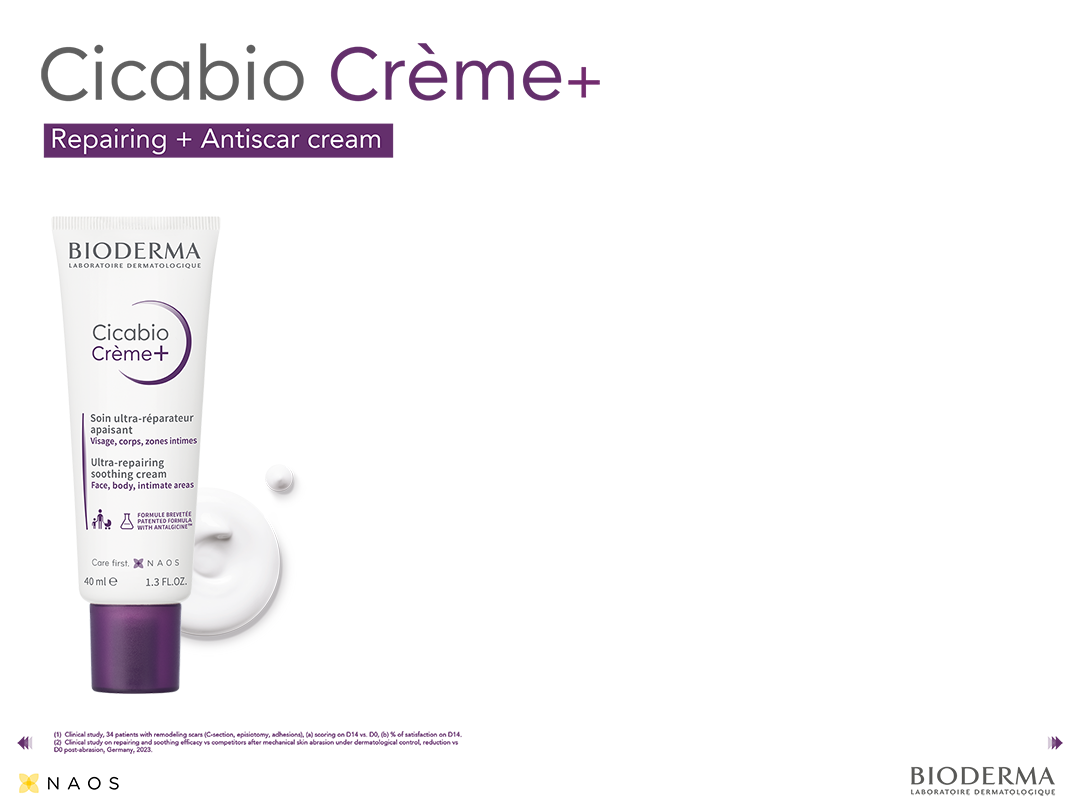 Cicabio Crème+
Repairing + Antiscar cream
BIODERMA
LABORATOIRE DERMATOLOGIQUE
Cicabio
Crème+
Soin ultra-réparateur
apaisant
Visage, corps, zones intimes
Ultra-repairing
soothing cream
Face, body, intimate areas
FORMULE BREVETÉE
PATENTED FORMULA
WITH ANTALGICINE™
Care first. NAOS
40 ml ℮ 1.3 FL.OZ.
(1) Clinical study, 34 patients with remodeling scars (C-section, episiotomy, adhesions), (a) scoring on D14 vs. D0, (b) % of satisfaction on D14.
(2) Clinical study on repairing and soothing efficacy vs competitors after mechanical skin abrasion under dermatological control, reduction vs
D0 post-abrasion, Germany, 2023.
NAOS
BIODERMA
LABORATOIRE DERMATOLOGIQUE